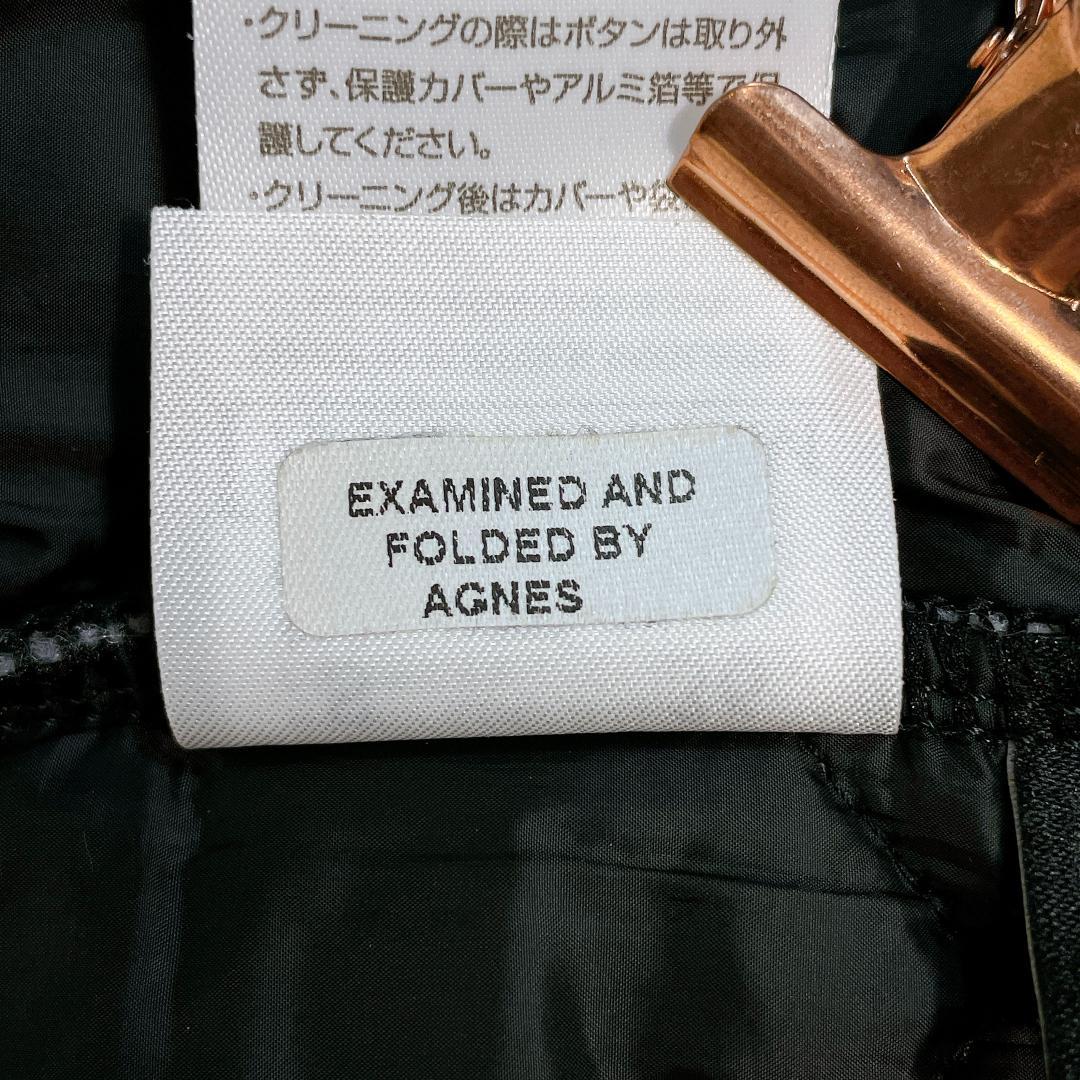 ・クリーニングの際はボタンは取り外
さず、保護カバーやアルミ箔等で保
護してください。
・クリーニング後はカバーや袋
EXAMINED AND
FOLDED BY
AGNES